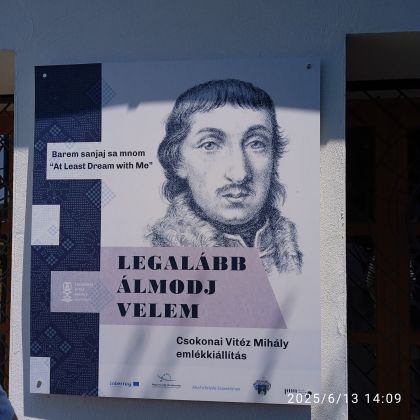 Barem sanjaj sa mnom
"At Least Dream with Me"
LEGALÁBB
ÁLMODJ
VELEM
Csokonai Vitéz Mihály
emlékkiállítás
Interreg
2025/6/13 14:09